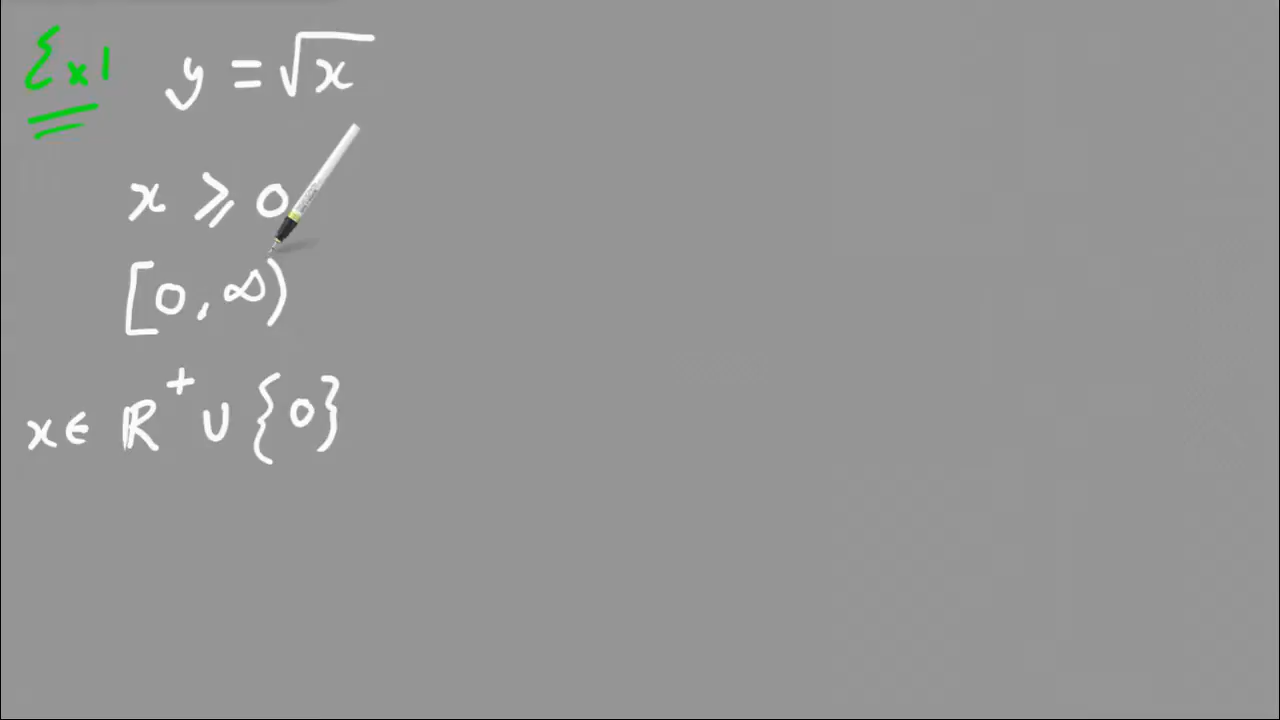 Ex1 y = √x
x ⩾ 0
[0, ∞)
x ∈ ℝ⁺ ∪ {0}